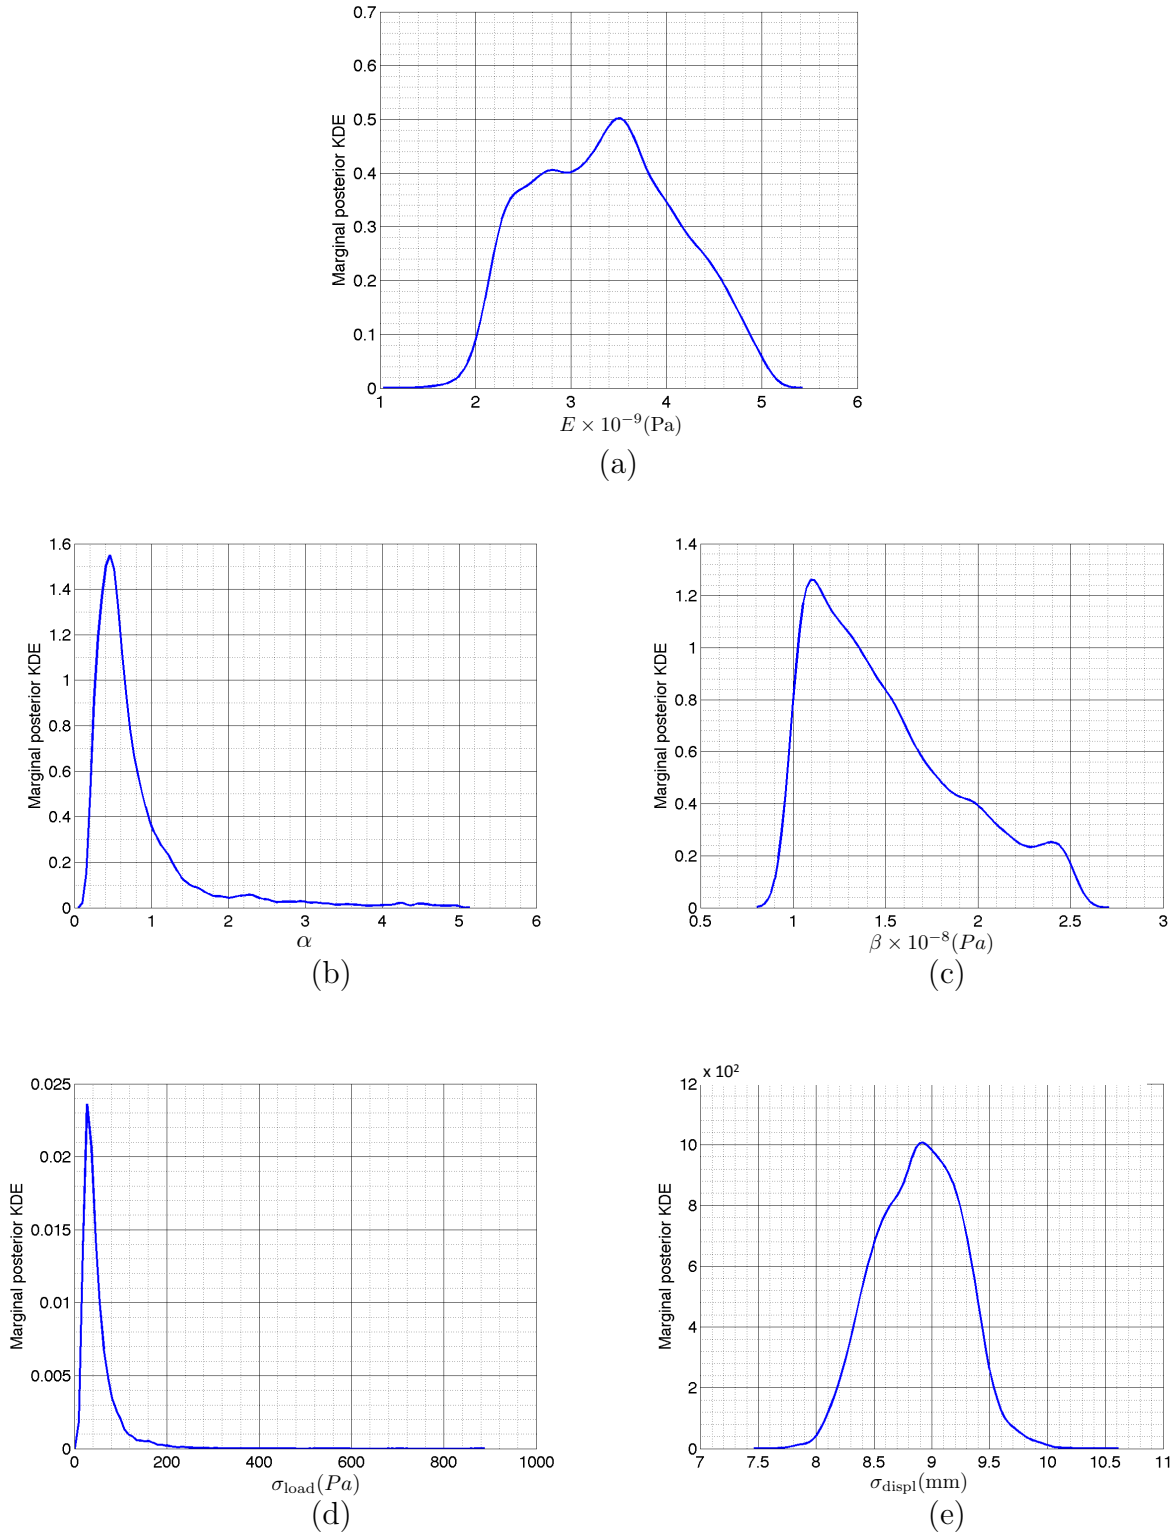 0.7
0.6
0.5
0.4
0.3
0.2
0.1
0
Marginal posterior KDE
1 2 3 4 5 6
E × 10⁻⁹(Pa)
(a)
1.6
1.4
1.2
1
0.8
0.6
0.4
0.2
0
Marginal posterior KDE
0 1 2 3 4 5 6
α
(b)
1.4
1.2
1
0.8
0.6
0.4
0.2
0
Marginal posterior KDE
0.5 1 1.5 2 2.5 3
β × 10⁻⁸(Pa)
(c)
0.025
0.02
0.015
0.01
0.005
0
Marginal posterior KDE
0 200 400 600 800 1000
σload(Pa)
(d)
x 10²
12
10
8
6
4
2
0
Marginal posterior KDE
7 7.5 8 8.5 9 9.5 10 10.5 11
σdispl(mm)
(e)